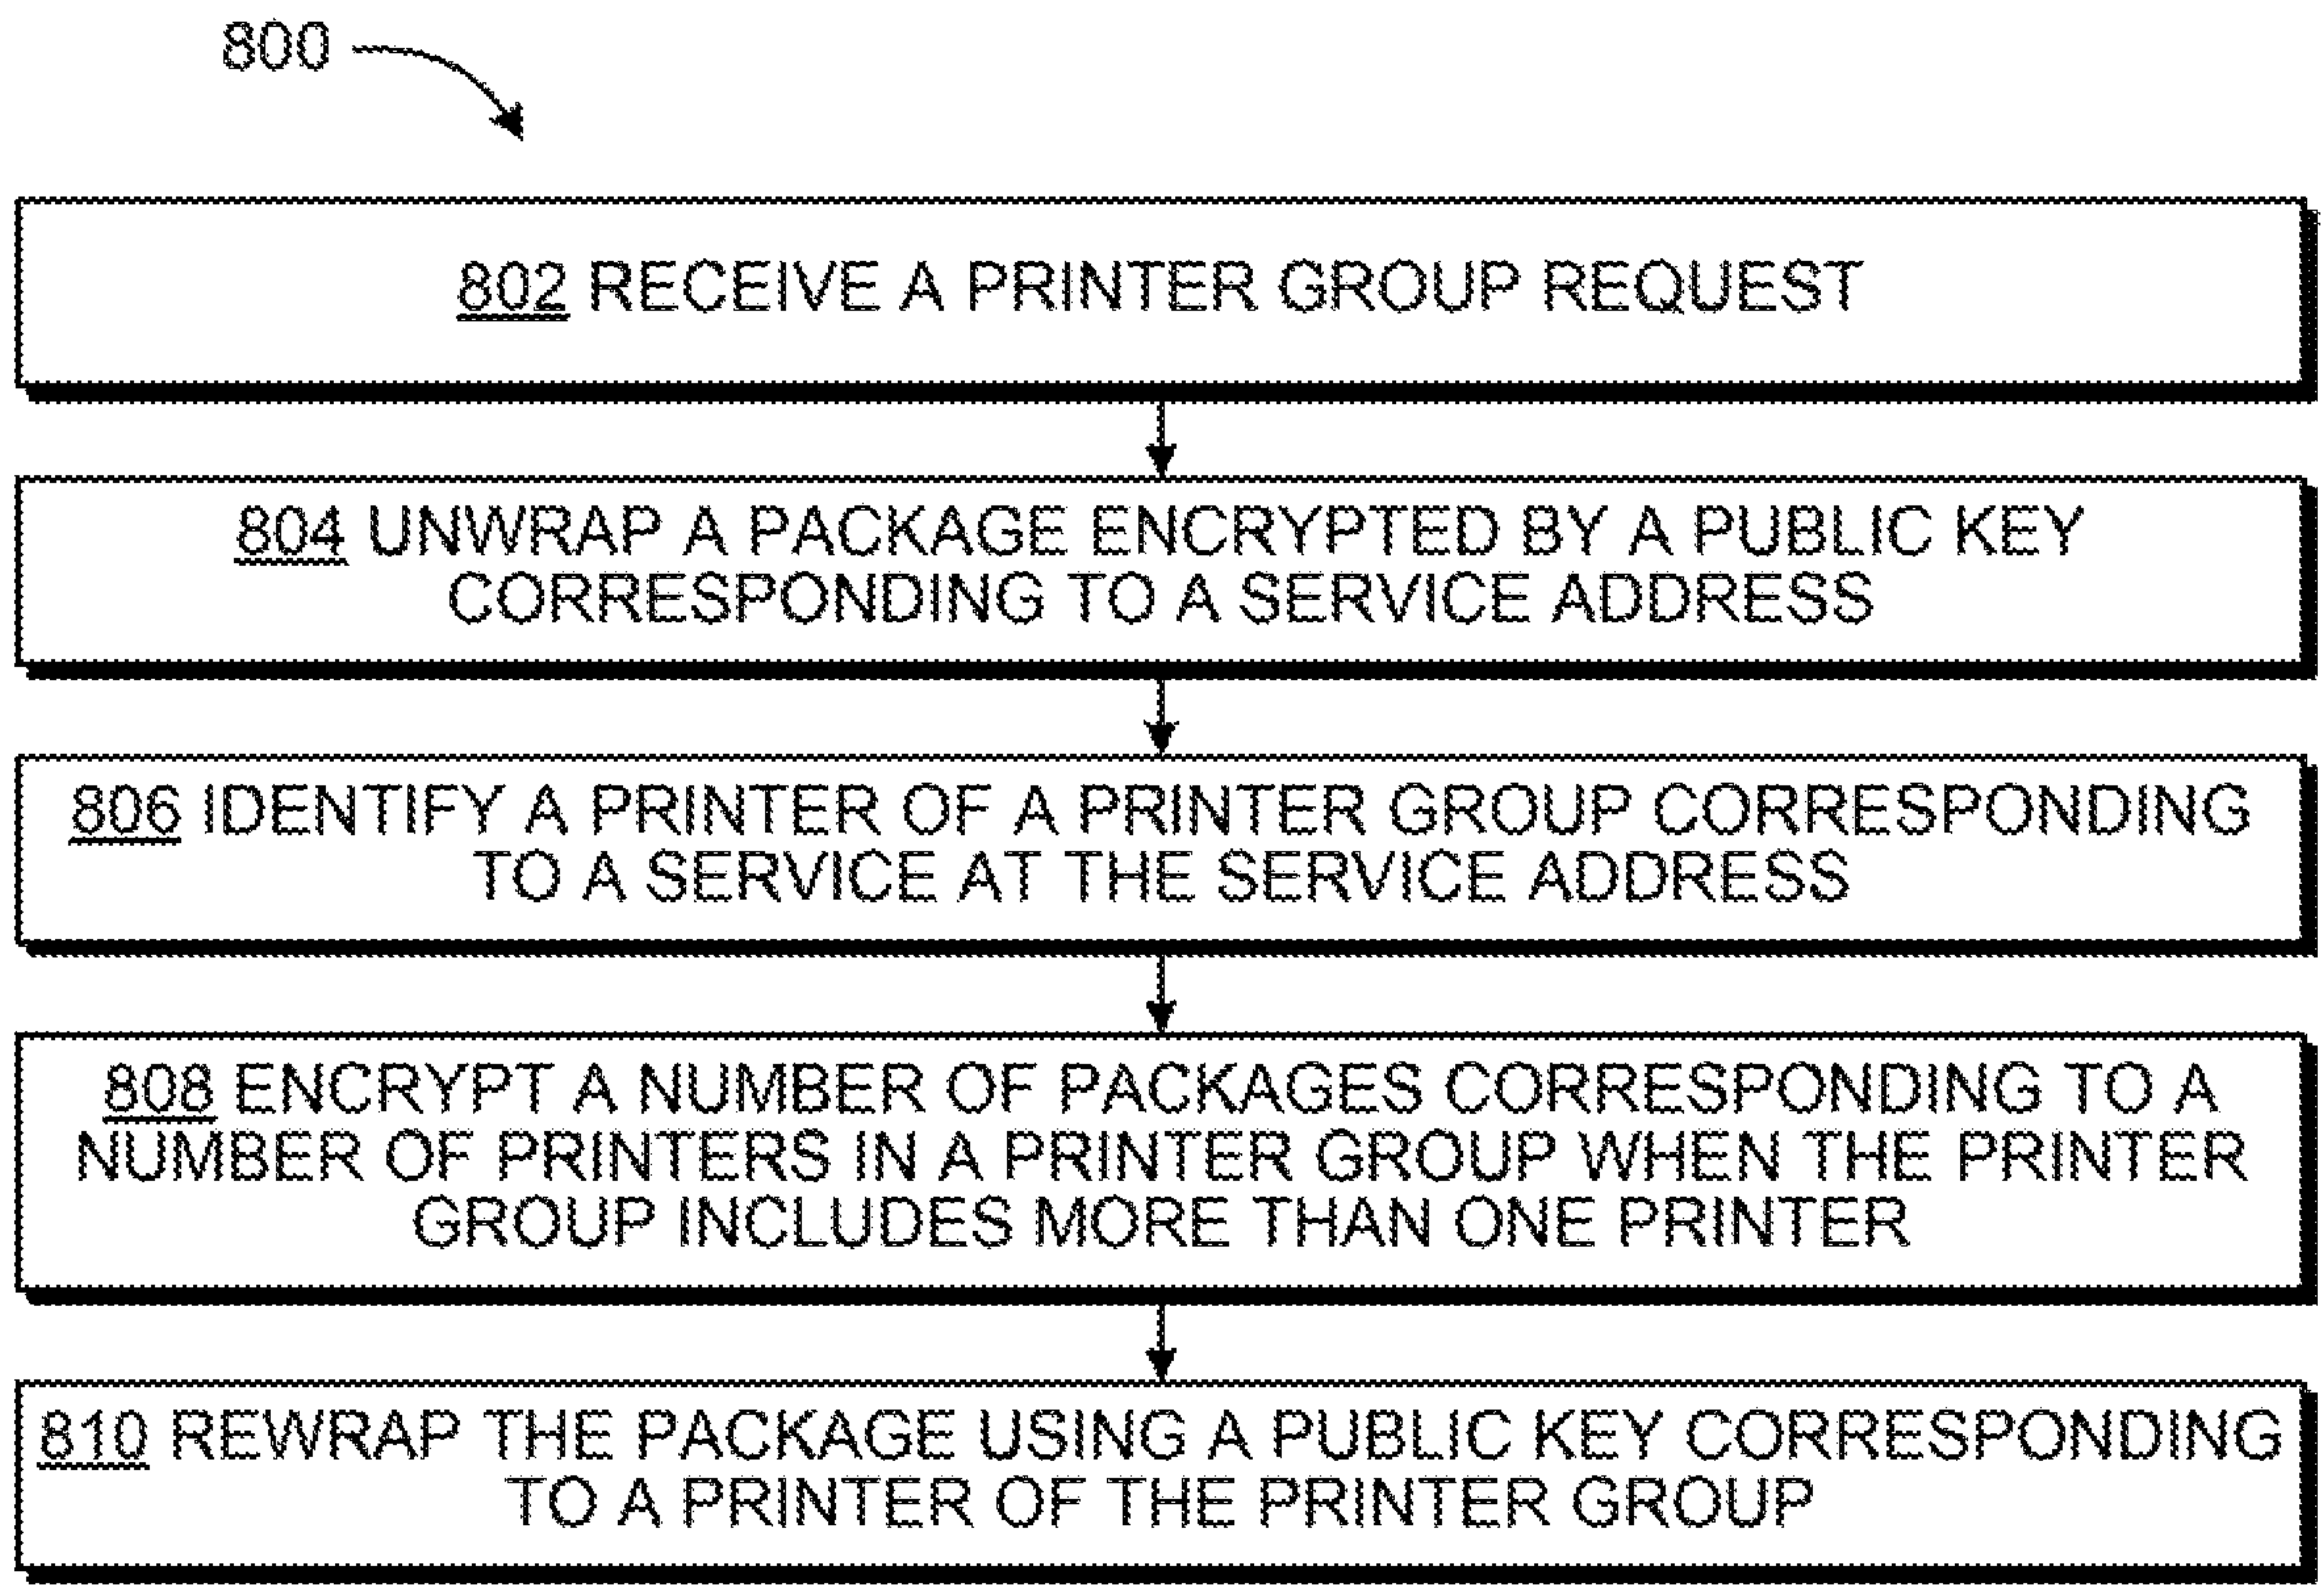 800
802 RECEIVE A PRINTER GROUP REQUEST
804 UNWRAP A PACKAGE ENCRYPTED BY A PUBLIC KEY
CORRESPONDING TO A SERVICE ADDRESS
806 IDENTIFY A PRINTER OF A PRINTER GROUP CORRESPONDING
TO A SERVICE AT THE SERVICE ADDRESS
808 ENCRYPT A NUMBER OF PACKAGES CORRESPONDING TO A
NUMBER OF PRINTERS IN A PRINTER GROUP WHEN THE PRINTER
GROUP INCLUDES MORE THAN ONE PRINTER
810 REWRAP THE PACKAGE USING A PUBLIC KEY CORRESPONDING
TO A PRINTER OF THE PRINTER GROUP